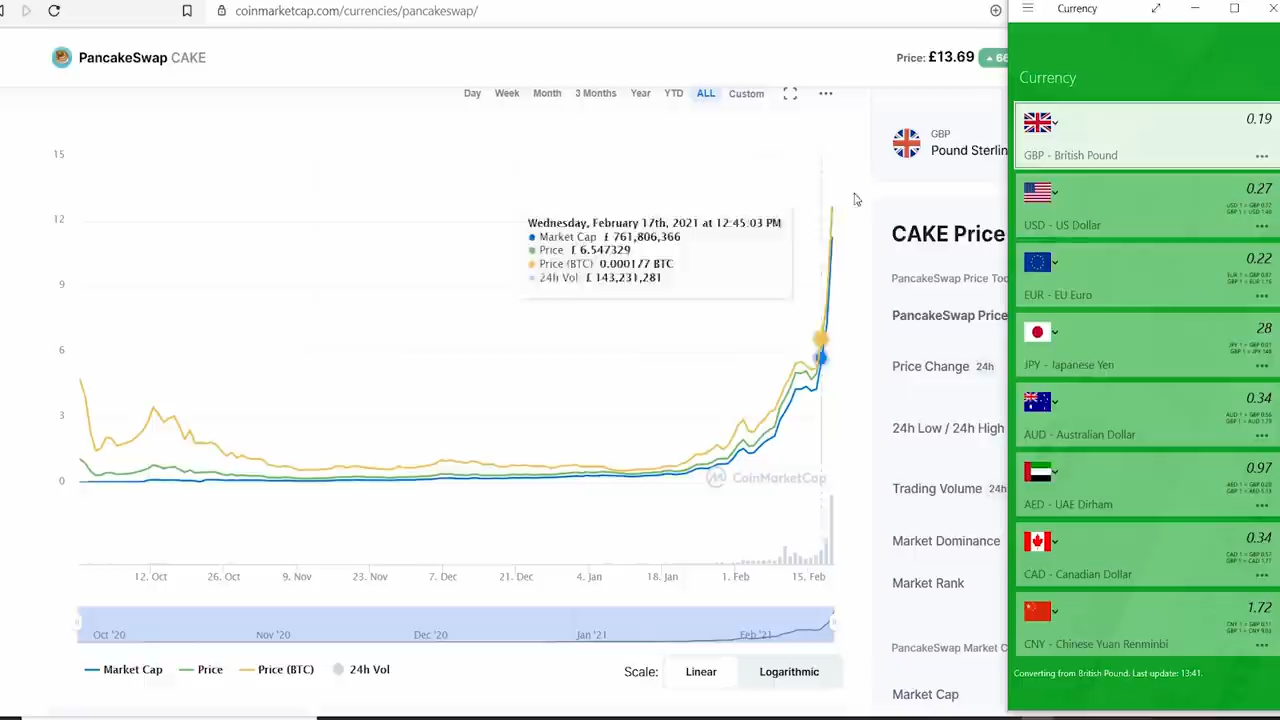 coinmarketcap.com/currencies/pancakeswap/
PancakeSwap CAKE
Price: £13.69
Day Week Month 3 Months Year YTD ALL Custom
15
12
9
6
3
0
Wednesday, February 17th, 2021 at 12:45:03 PM
Market Cap £ 761,806,366
Price £ 6.547329
Price (BTC) 0.000177 BTC
24h Vol £ 143,231,281
CoinMarketCap
12. Oct 26. Oct 9. Nov 23. Nov 7. Dec 21. Dec 4. Jan 18. Jan 1. Feb 15. Feb
Oct '20 Nov '20 Dec '20 Jan '21 Feb '21
Market Cap Price Price (BTC) 24h Vol
Scale: Linear Logarithmic
GBP
Pound Sterlin
CAKE Price
PancakeSwap Price Too
PancakeSwap Price
Price Change 24h
24h Low / 24h High
Trading Volume 24h
Market Dominance
Market Rank
PancakeSwap Market C
Market Cap
Currency
Currency
0.19
GBP - British Pound
0.27
USD - US Dollar
0.22
EUR - EU Euro
28
JPY - Japanese Yen
0.34
AUD - Australian Dollar
0.97
AED - UAE Dirham
0.34
CAD - Canadian Dollar
1.72
CNY - Chinese Yuan Renminbi
Converting from British Pound. Last update: 13:41.